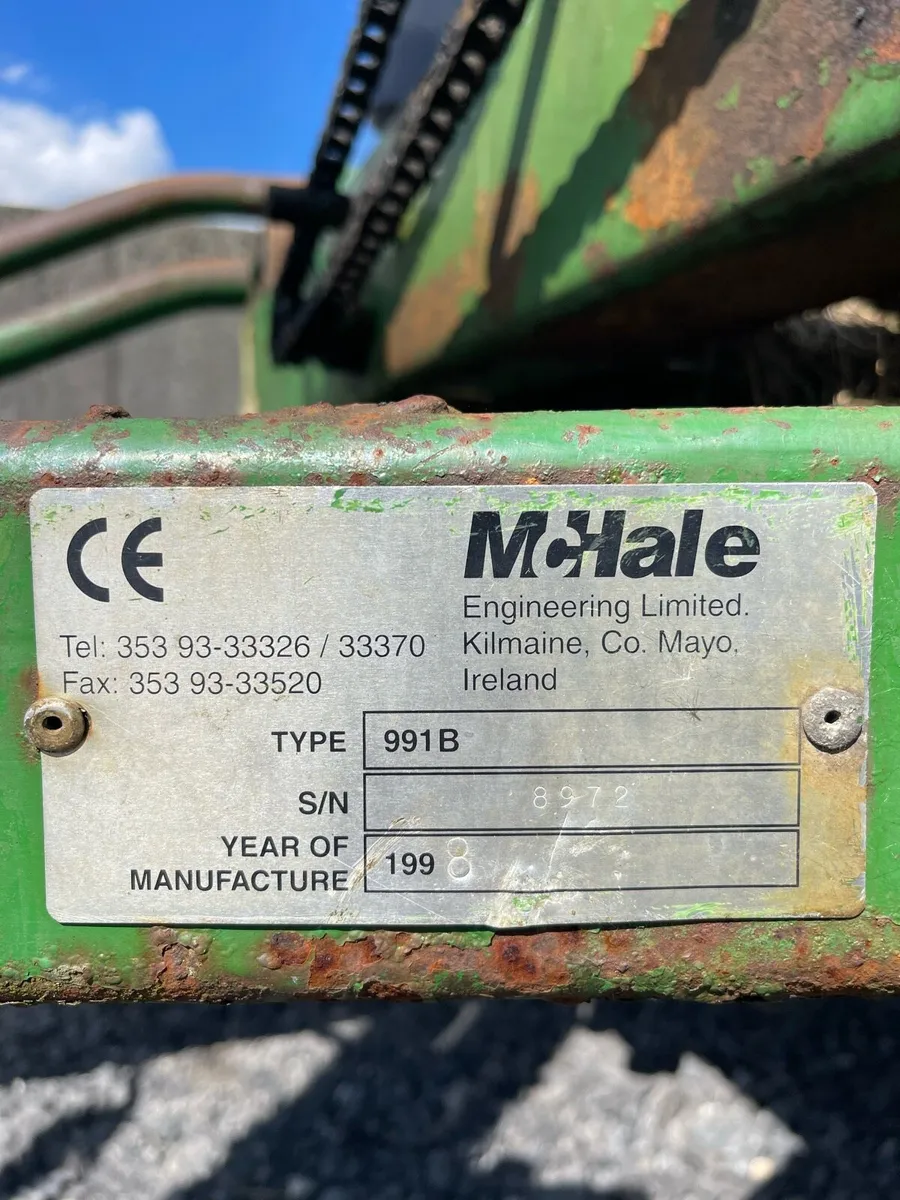 CE
McHale
Engineering Limited.
Kilmaine, Co. Mayo,
Ireland
Tel: 353 93-33326 / 33370
Fax: 353 93-33520
TYPE 991B
S/N 8972
YEAR OF
MANUFACTURE 1998